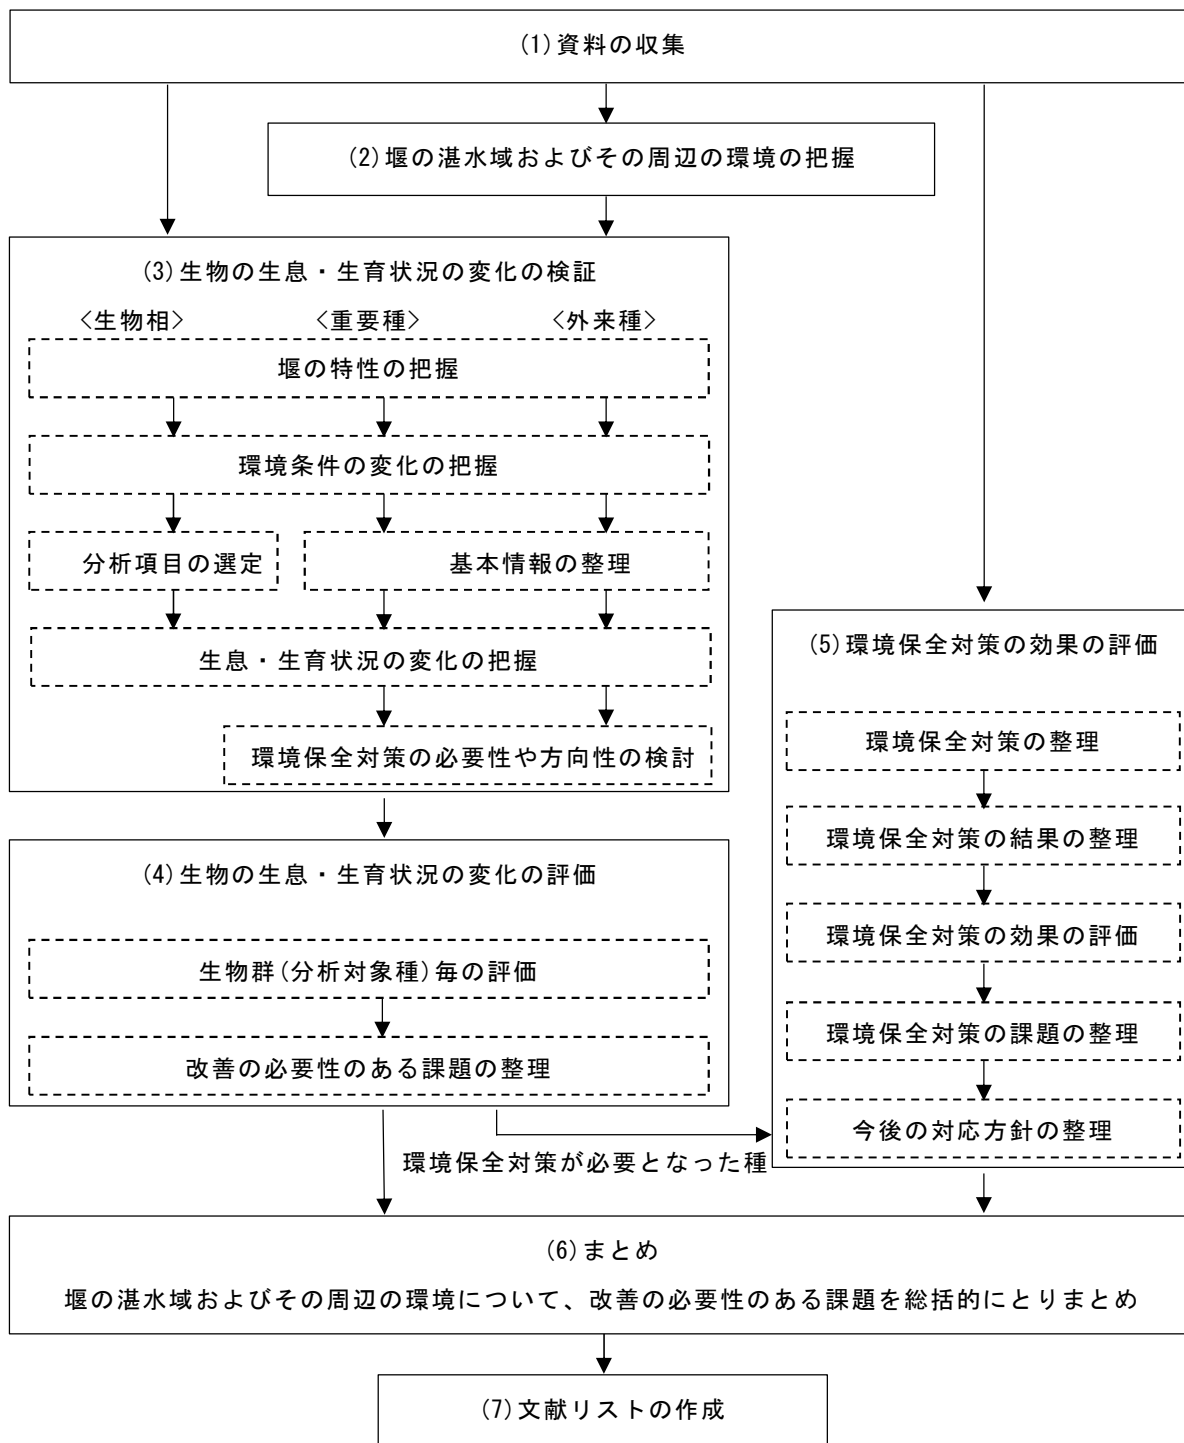 (1)資料の収集
(2)堰の湛水域およびその周辺の環境の把握
(3)生物の生息・生育状況の変化の検証
<生物相> <重要種> <外来種>
堰の特性の把握
環境条件の変化の把握
分析項目の選定 基本情報の整理
生息・生育状況の変化の把握
環境保全対策の必要性や方向性の検討
(4)生物の生息・生育状況の変化の評価
生物群(分析対象種)毎の評価
改善の必要性のある課題の整理
環境保全対策が必要となった種
(5)環境保全対策の効果の評価
環境保全対策の整理
環境保全対策の結果の整理
環境保全対策の効果の評価
環境保全対策の課題の整理
今後の対応方針の整理
(6)まとめ
堰の湛水域およびその周辺の環境について、改善の必要性のある課題を総括的にとりまとめ
(7)文献リストの作成